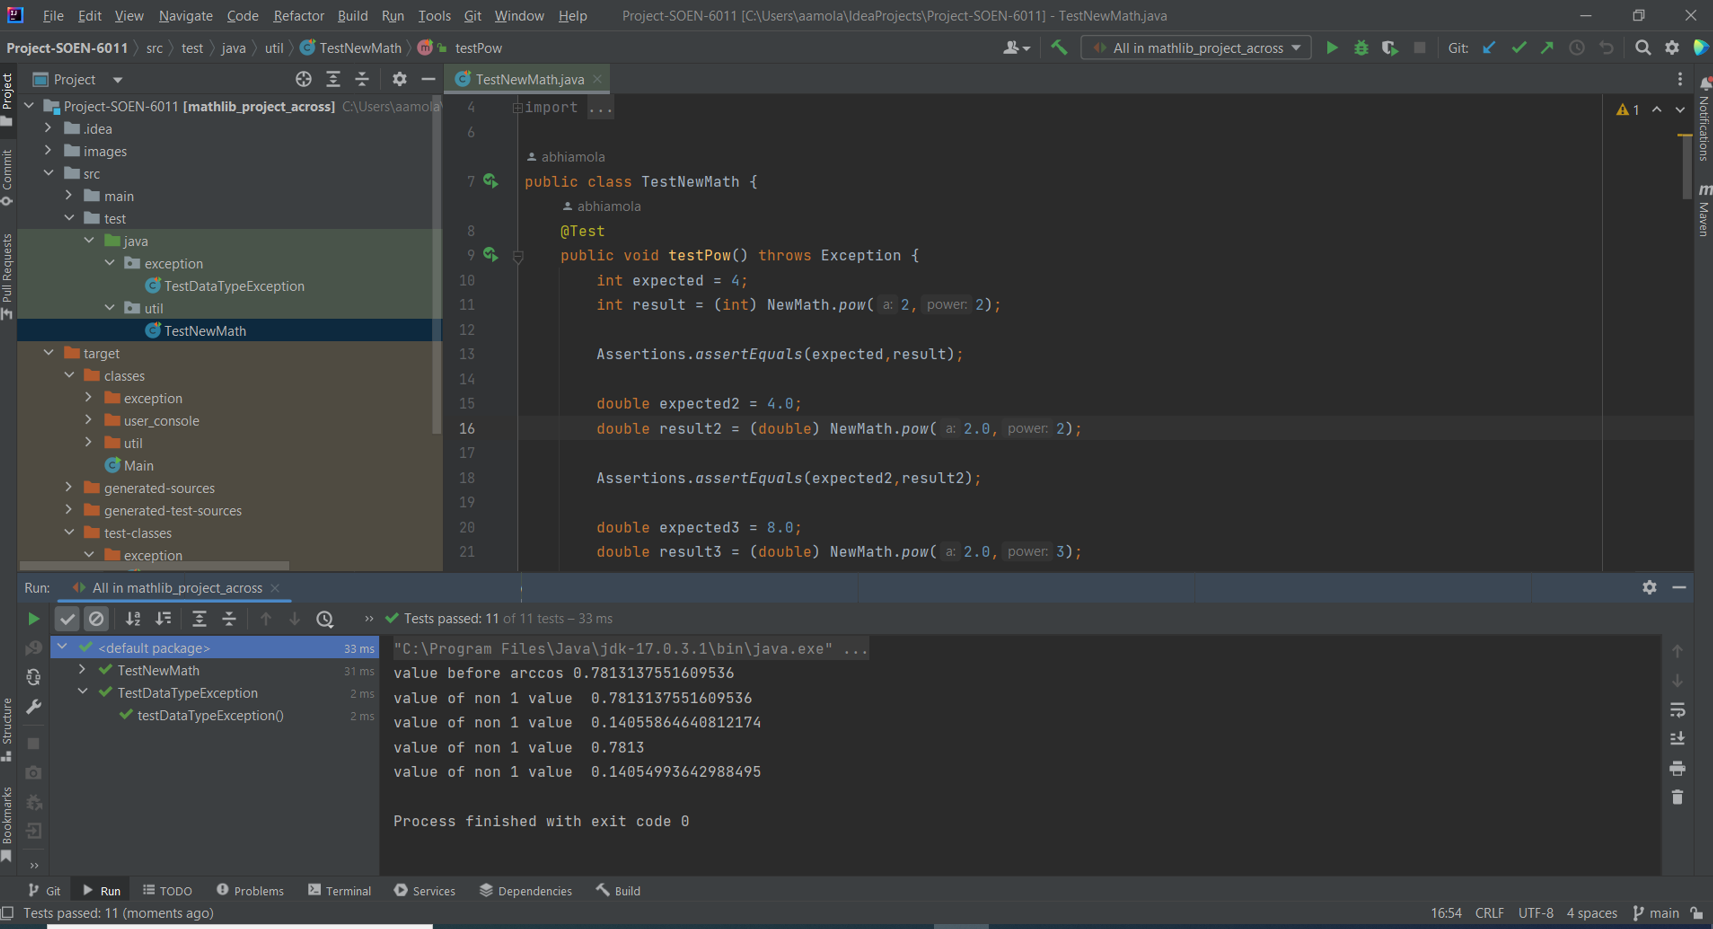 File Edit View Navigate Code Refactor Build Run Tools Git Window Help Project-SOEN-6011 [C:\Users\aamola\IdeaProjects\Project-SOEN-6011] - TestNewMath.java
Project-SOEN-6011 src test java util TestNewMath m testPow All in mathlib_project_across Git:
Project TestNewMath.java
Project
Commit
Pull Requests
Structure
Bookmarks
Notifications
m Maven
Project-SOEN-6011 [mathlib_project_across] C:\Users\aamola\
.idea
images
src
main
test
java
exception
TestDataTypeException
util
TestNewMath
target
classes
exception
user_console
util
Main
generated-sources
generated-test-sources
test-classes
exception
1
4 import ...
6
abhiamola
7 public class TestNewMath {
abhiamola
8 @Test
9 public void testPow() throws Exception {
10 int expected = 4;
11 int result = (int) NewMath.pow( a: 2, power: 2);
12
13 Assertions.assertEquals(expected,result);
14
15 double expected2 = 4.0;
16 double result2 = (double) NewMath.pow( a: 2.0, power: 2);
17
18 Assertions.assertEquals(expected2,result2);
19
20 double expected3 = 8.0;
21 double result3 = (double) NewMath.pow( a: 2.0, power: 3);
Run: All in mathlib_project_across
Tests passed: 11 of 11 tests – 33 ms
<default package> 33 ms
TestNewMath 31 ms
TestDataTypeException 2 ms
testDataTypeException() 2 ms
"C:\Program Files\Java\jdk-17.0.3.1\bin\java.exe" ...
value before arccos 0.7813137551609536
value of non 1 value  0.7813137551609536
value of non 1 value  0.14055864640812174
value of non 1 value  0.7813
value of non 1 value  0.14054993642988495
Process finished with exit code 0
Git Run TODO Problems Terminal Services Dependencies Build
Tests passed: 11 (moments ago) 16:54 CRLF UTF-8 4 spaces main